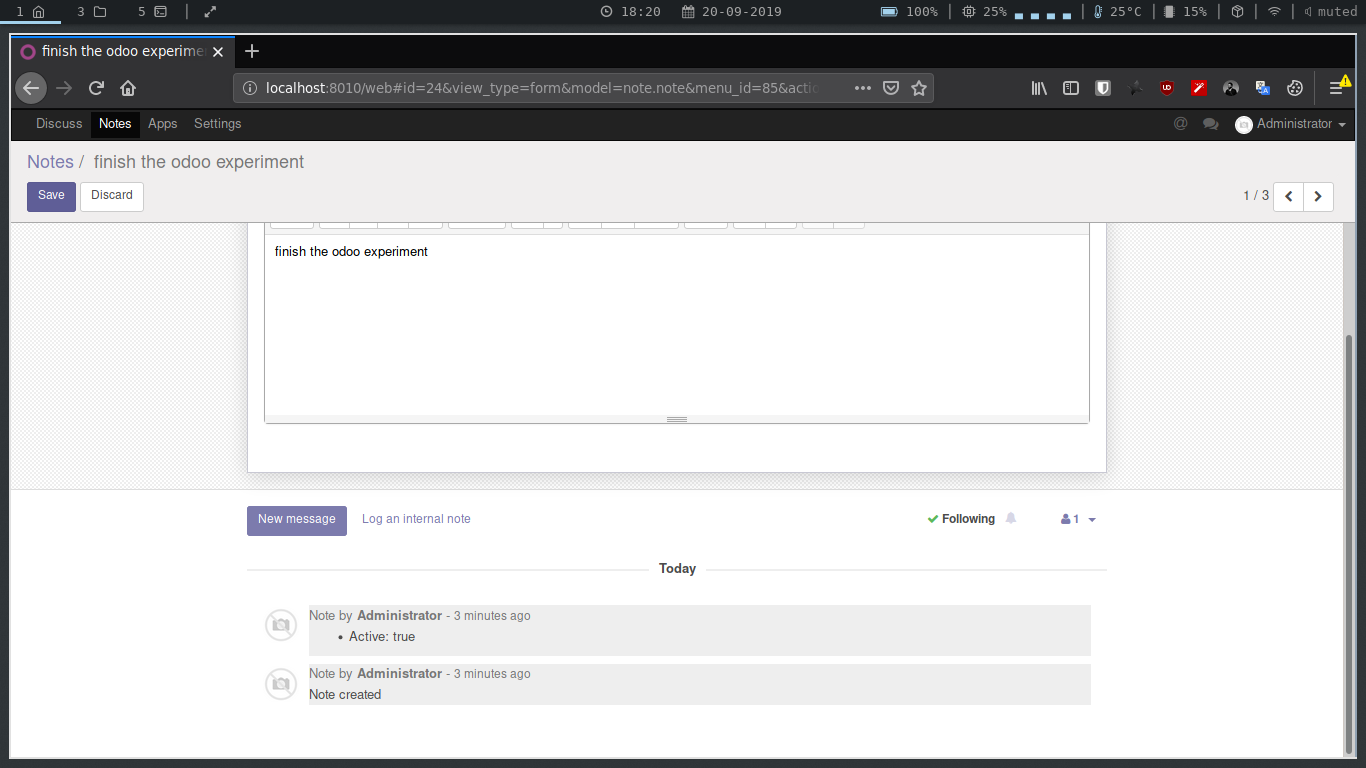 1 3 5 18:20 20-09-2019 100% 25% 25°C 15% muted
finish the odoo experime
localhost:8010/web#id=24&view_type=form&model=note.note&menu_id=85&acti
Discuss Notes Apps Settings @ Administrator
Notes / finish the odoo experiment
Save Discard 1 / 3
finish the odoo experiment
New message Log an internal note Following 1
Today
Note by Administrator - 3 minutes ago
• Active: true
Note by Administrator - 3 minutes ago
Note created